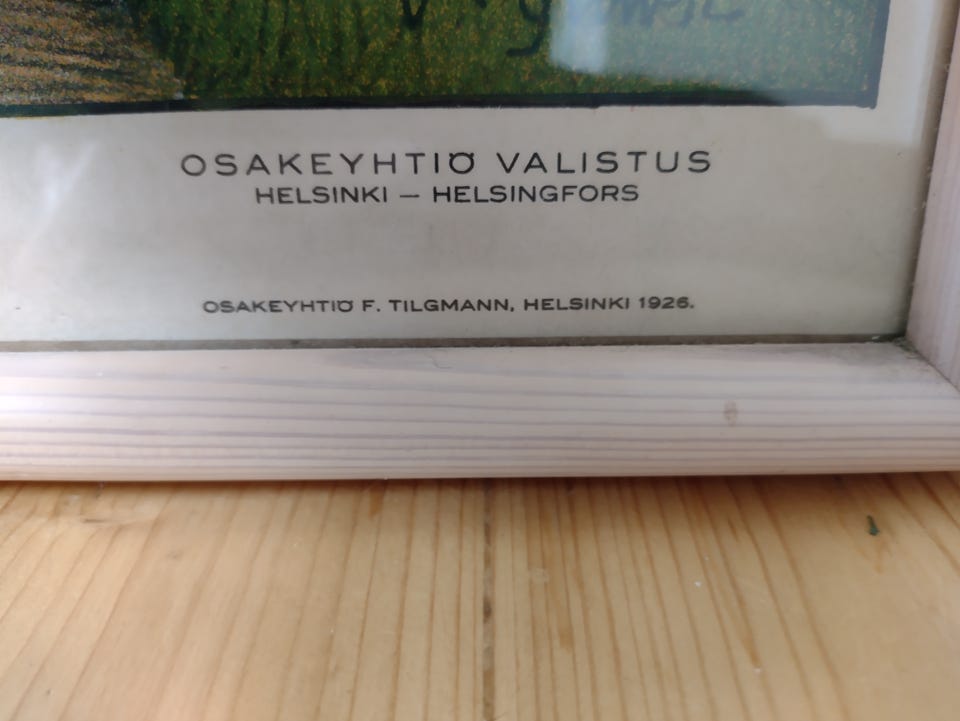 OSAKEYHTIÖ VALISTUS
HELSINKI — HELSINGFORS
OSAKEYHTIÖ F. TILGMANN, HELSINKI 1926.